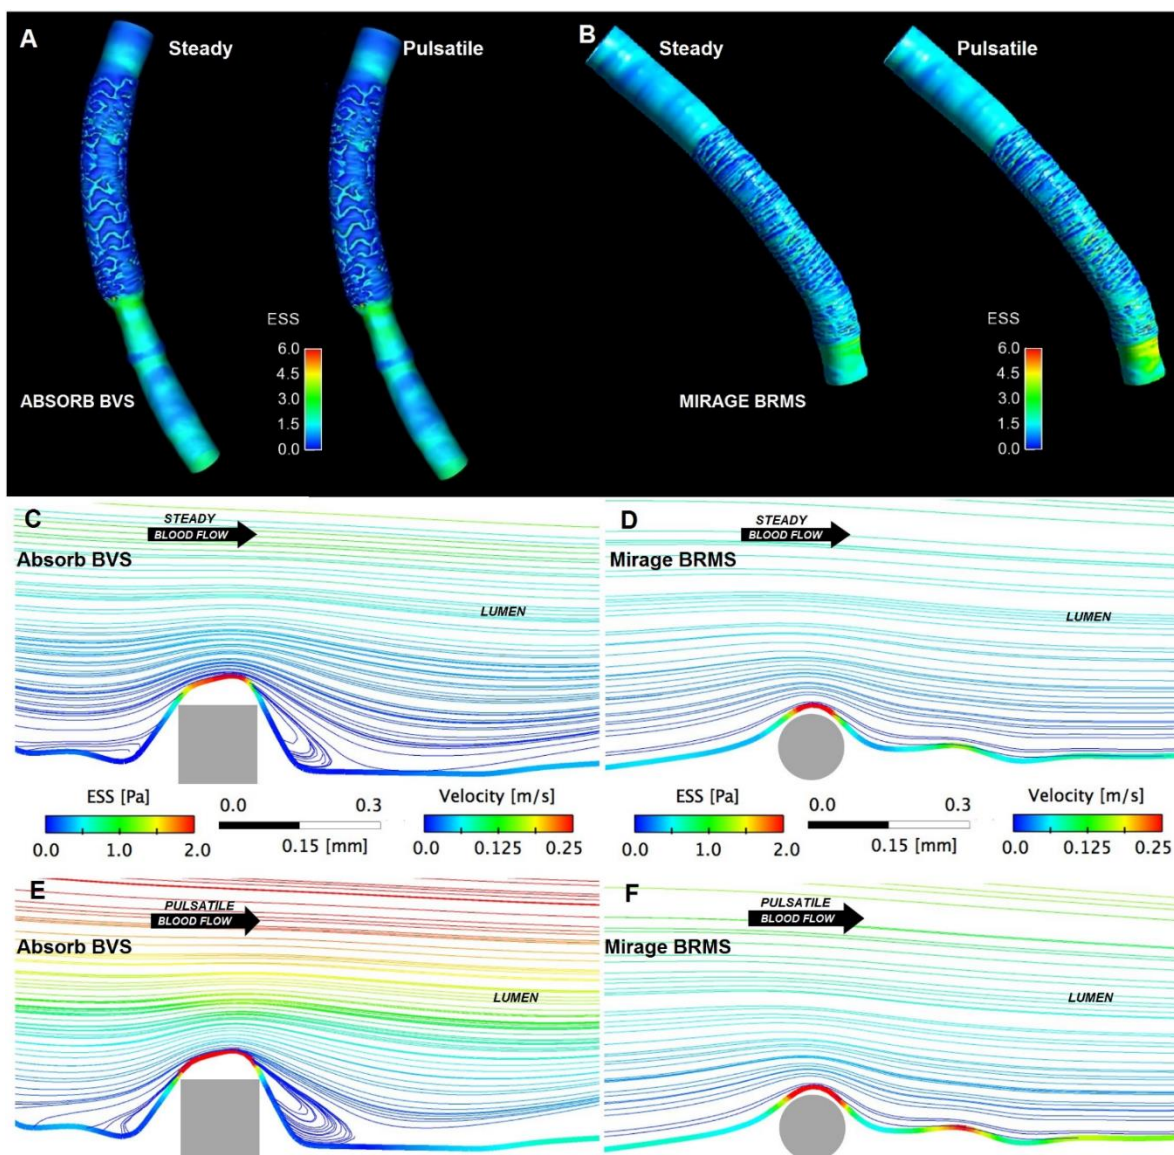 A
Steady
Pulsatile
ESS
6.0
4.5
3.0
1.5
0.0
ABSORB BVS
B
Steady
Pulsatile
ESS
6.0
4.5
3.0
1.5
0.0
MIRAGE BRMS
C
STEADY
BLOOD FLOW
Absorb BVS
LUMEN
D
STEADY
BLOOD FLOW
Mirage BRMS
LUMEN
ESS [Pa]
0.0 1.0 2.0
0.0 0.3
0.15 [mm]
Velocity [m/s]
0.0 0.125 0.25
ESS [Pa]
0.0 1.0 2.0
0.0 0.3
0.15 [mm]
Velocity [m/s]
0.0 0.125 0.25
E
PULSATILE
BLOOD FLOW
Absorb BVS
LUMEN
F
PULSATILE
BLOOD FLOW
Mirage BRMS
LUMEN